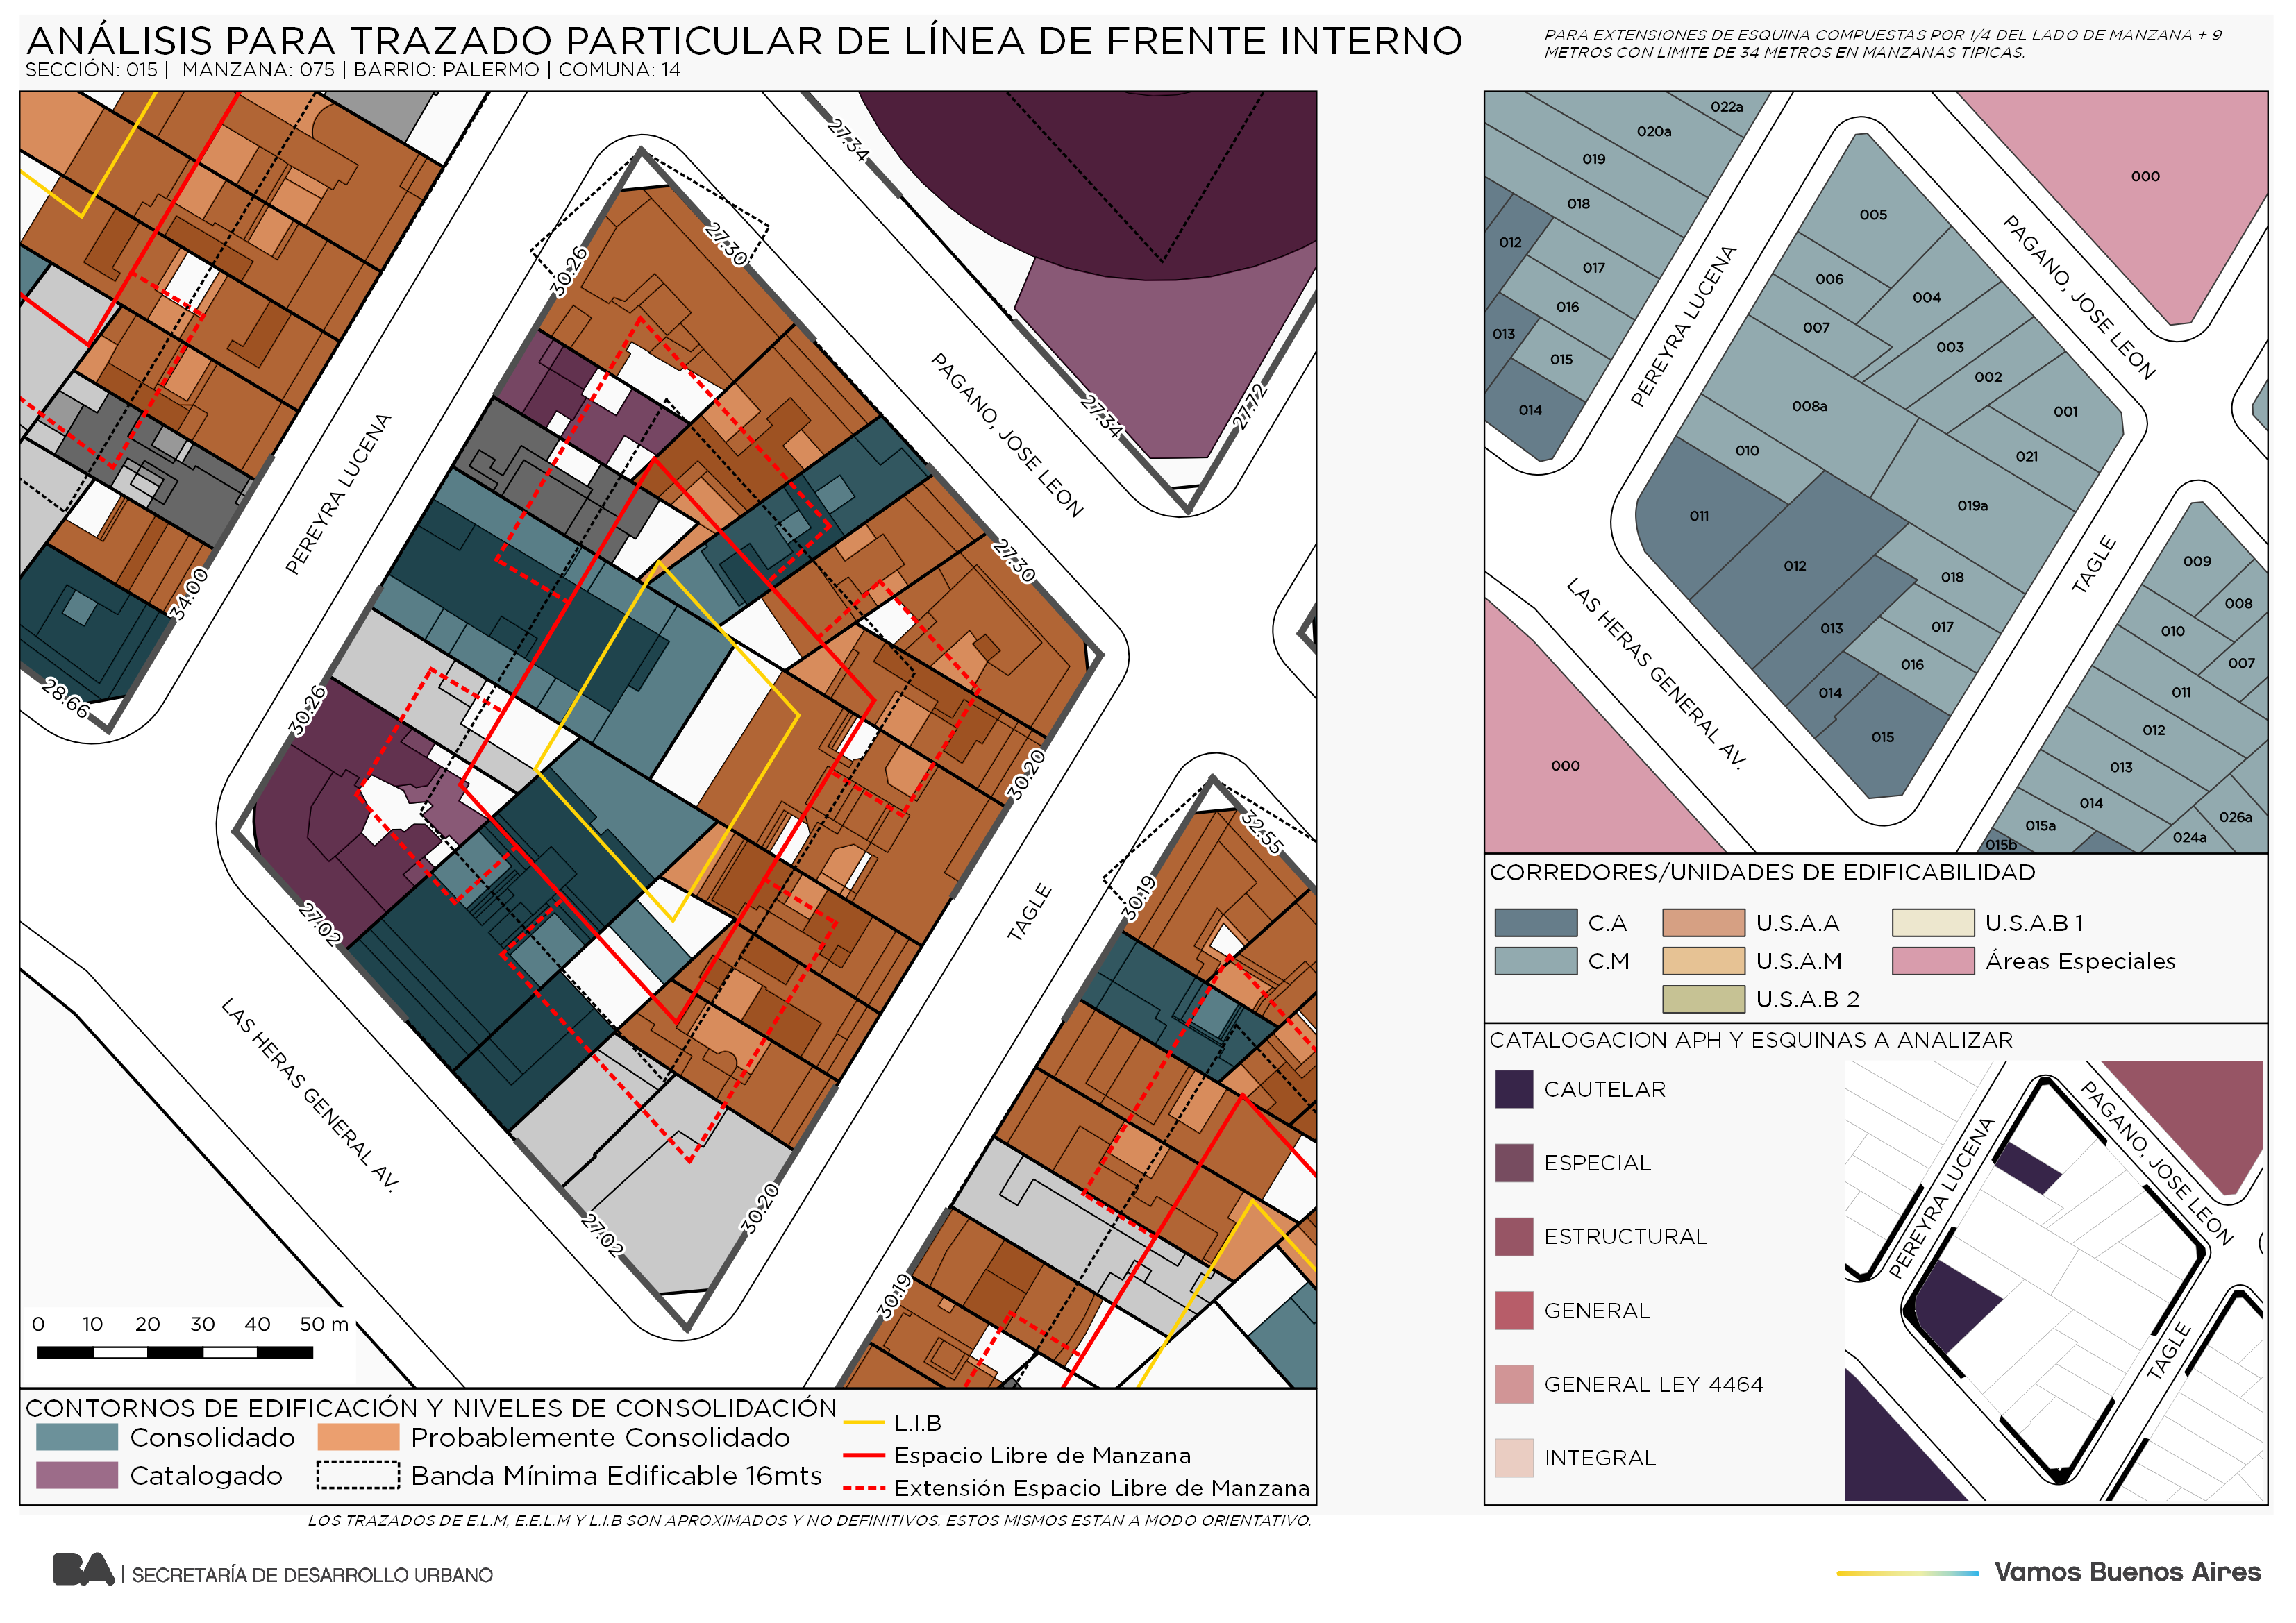 ANÁLISIS PARA TRAZADO PARTICULAR DE LÍNEA DE FRENTE INTERNO
SECCIÓN: 015 | MANZANA: 075 | BARRIO: PALERMO | COMUNA: 14
PARA EXTENSIONES DE ESQUINA COMPUESTAS POR 1/4 DEL LADO DE MANZANA + 9
METROS CON LIMITE DE 34 METROS EN MANZANAS TIPICAS.
27.34
27.30
30.26
PEREYRA LUCENA
PAGANO, JOSE LEON
27.34
27.72
34.00
28.66
27.30
30.26
30.20
27.02
TAGLE
32.55
30.19
LAS HERAS GENERAL AV.
27.02
30.20
30.19
0 10 20 30 40 50 m
CONTORNOS DE EDIFICACIÓN Y NIVELES DE CONSOLIDACIÓN
Consolidado
Probablemente Consolidado
Catalogado
Banda Mínima Edificable 16mts
L.I.B
Espacio Libre de Manzana
Extensión Espacio Libre de Manzana
LOS TRAZADOS DE E.L.M, E.E.L.M Y L.I.B SON APROXIMADOS Y NO DEFINITIVOS. ESTOS MISMOS ESTAN A MODO ORIENTATIVO.
022a
020a
019
018
012
017
016
013
015
014
000
005
006
004
007
003
002
008a
001
010
021
011
019a
012
018
013
017
016
014
015
000
PEREYRA LUCENA
PAGANO, JOSE LEON
TAGLE
LAS HERAS GENERAL AV.
009
008
010
007
011
012
013
014
015a
026a
024a
015b
CORREDORES/UNIDADES DE EDIFICABILIDAD
C.A
U.S.A.A
U.S.A.B 1
C.M
U.S.A.M
Áreas Especiales
U.S.A.B 2
CATALOGACION APH Y ESQUINAS A ANALIZAR
CAUTELAR
ESPECIAL
ESTRUCTURAL
GENERAL
GENERAL LEY 4464
INTEGRAL
PEREYRA LUCENA
PAGANO, JOSE LEON
TAGLE
BA | SECRETARÍA DE DESARROLLO URBANO
Vamos Buenos Aires